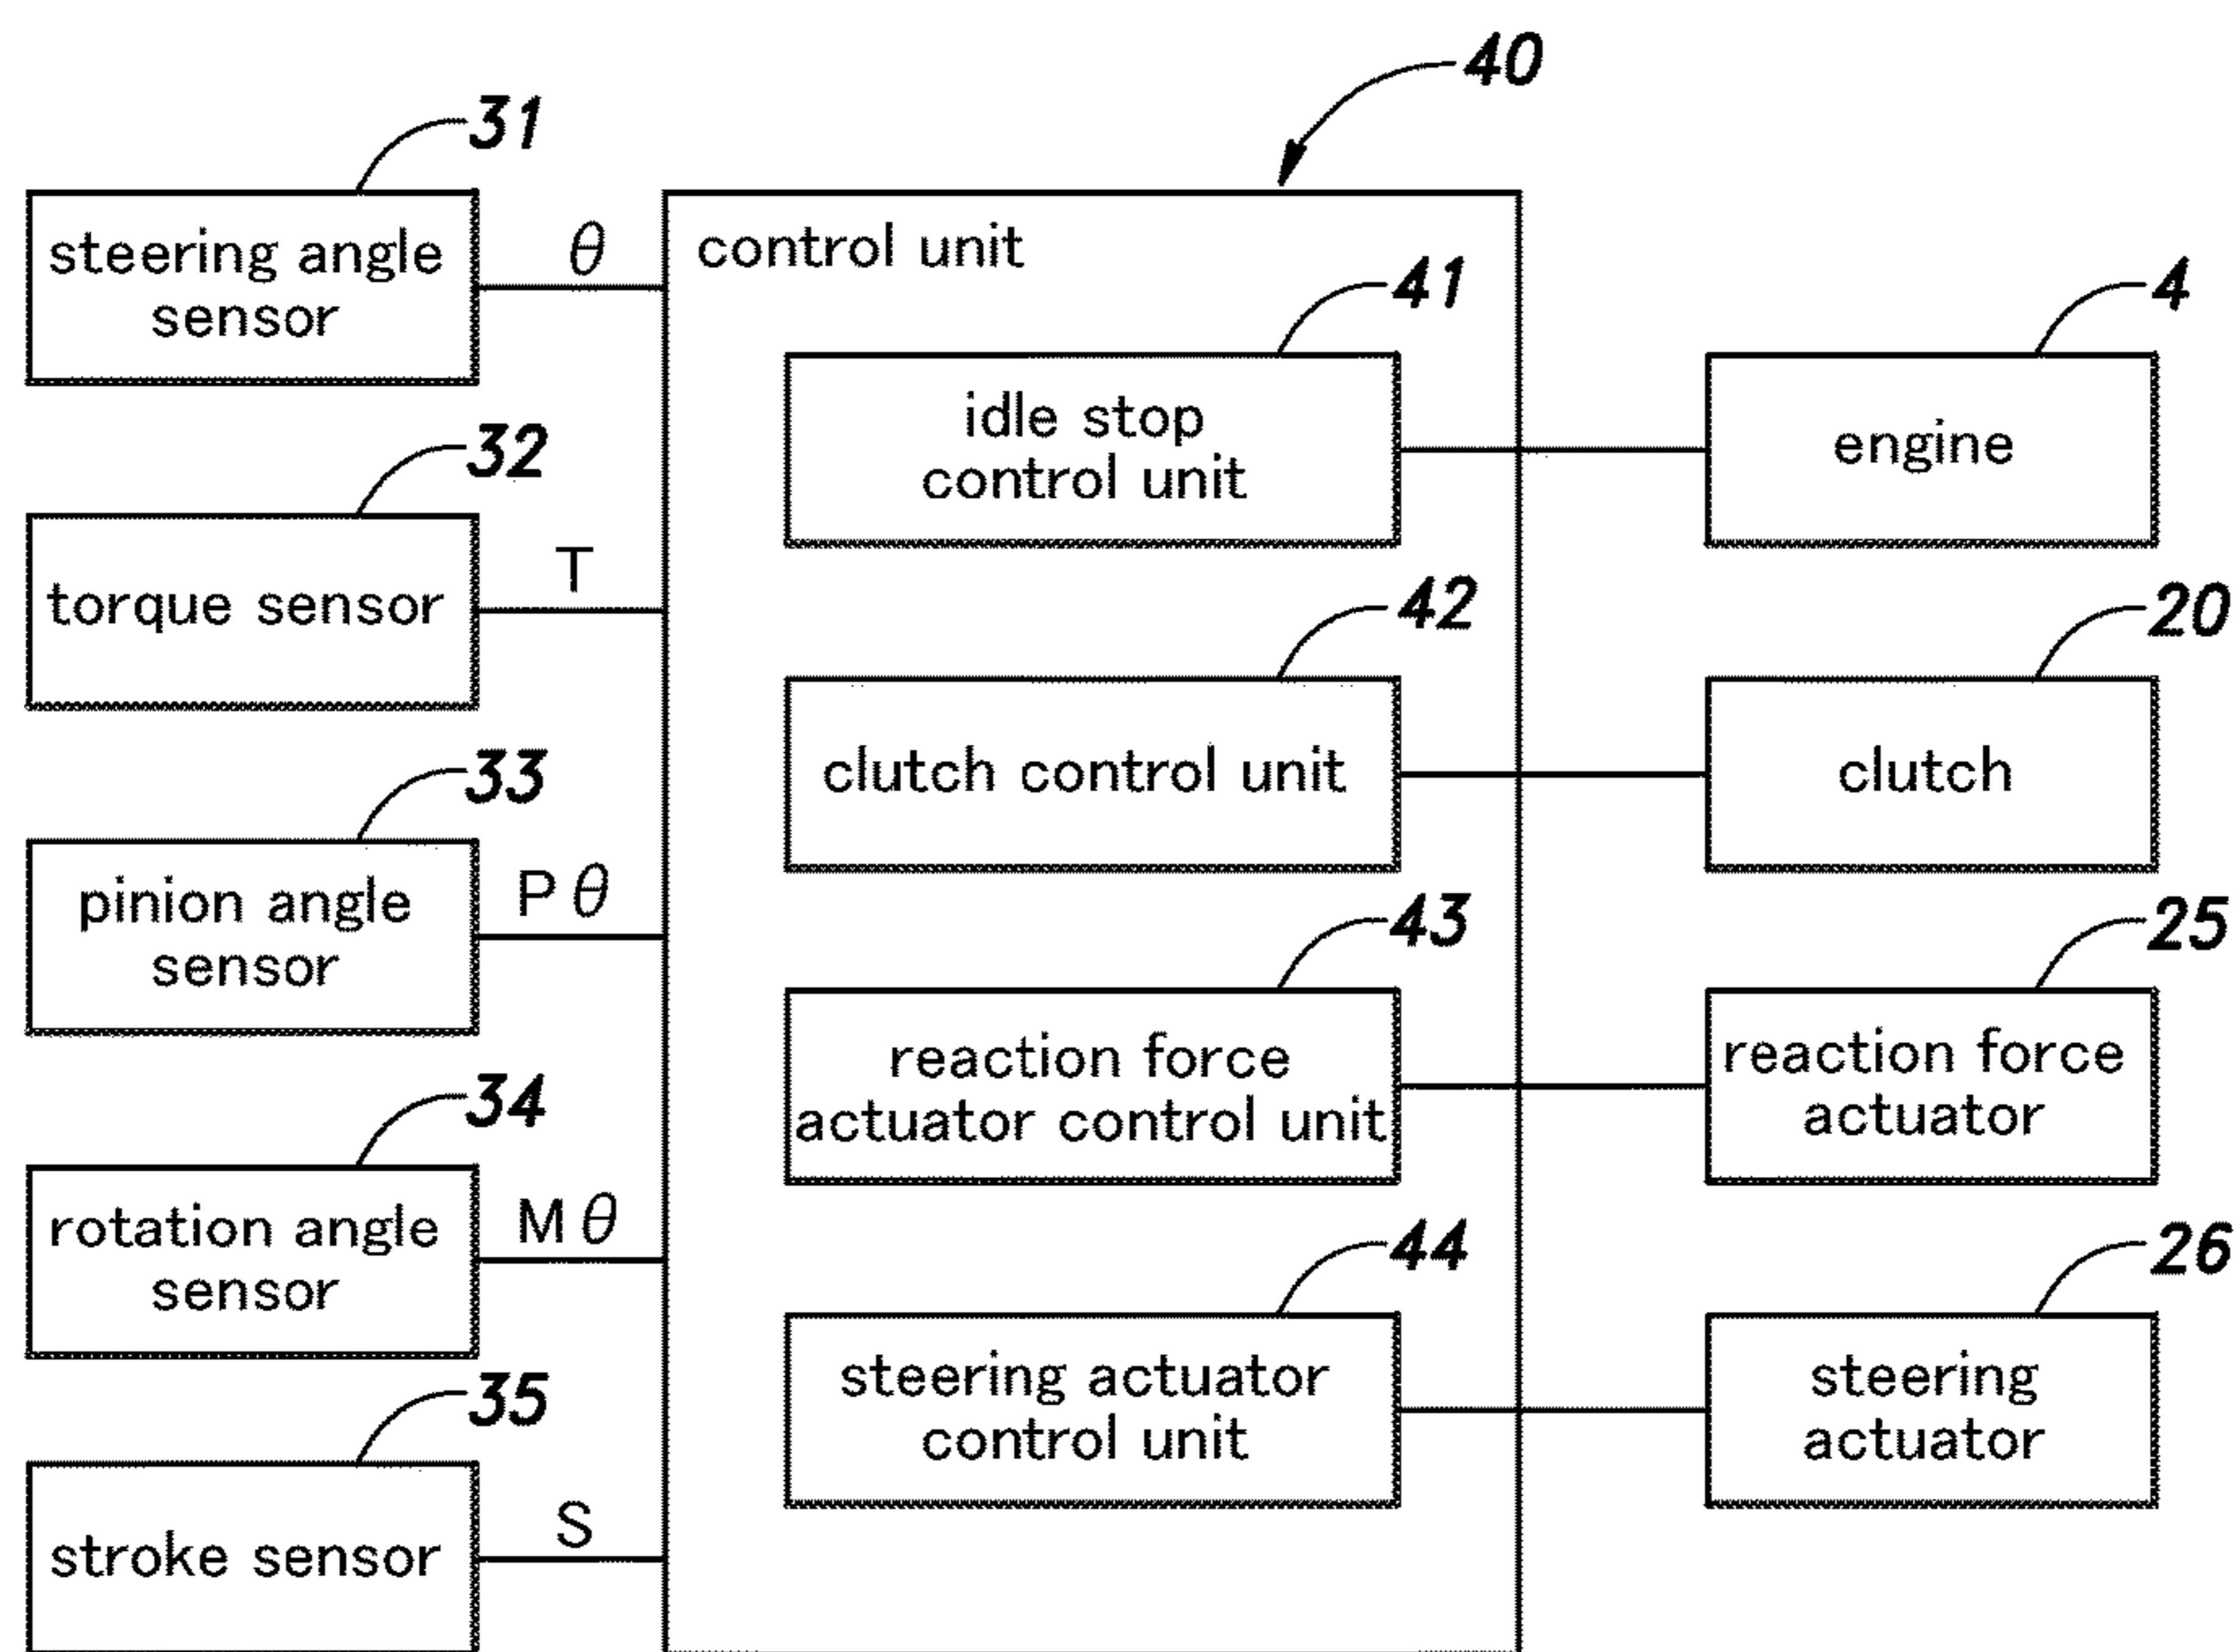 40
31
steering angle
sensor
θ
control unit
41
idle stop
control unit
4
engine
32
torque sensor
T
42
clutch control unit
20
clutch
33
pinion angle
sensor
Pθ
43
reaction force
actuator control unit
25
reaction force
actuator
34
rotation angle
sensor
Mθ
44
steering actuator
control unit
26
steering
actuator
35
stroke sensor
S